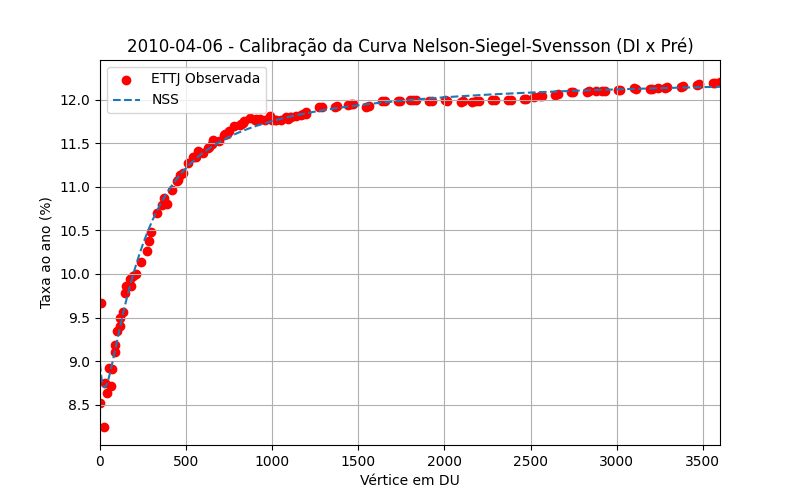 2010-04-06 - Calibração da Curva Nelson-Siegel-Svensson (DI x Pré)
ETTJ Observada
NSS
Taxa ao ano (%)
12.0
11.5
11.0
10.5
10.0
9.5
9.0
8.5
0 500 1000 1500 2000 2500 3000 3500
Vértice em DU